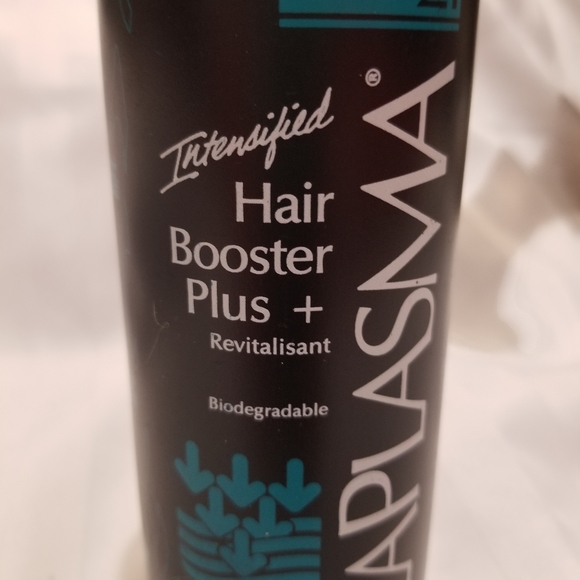 Intensified
Hair
Booster
Plus +
Revitalisant
Biodegradable
APLASMA®